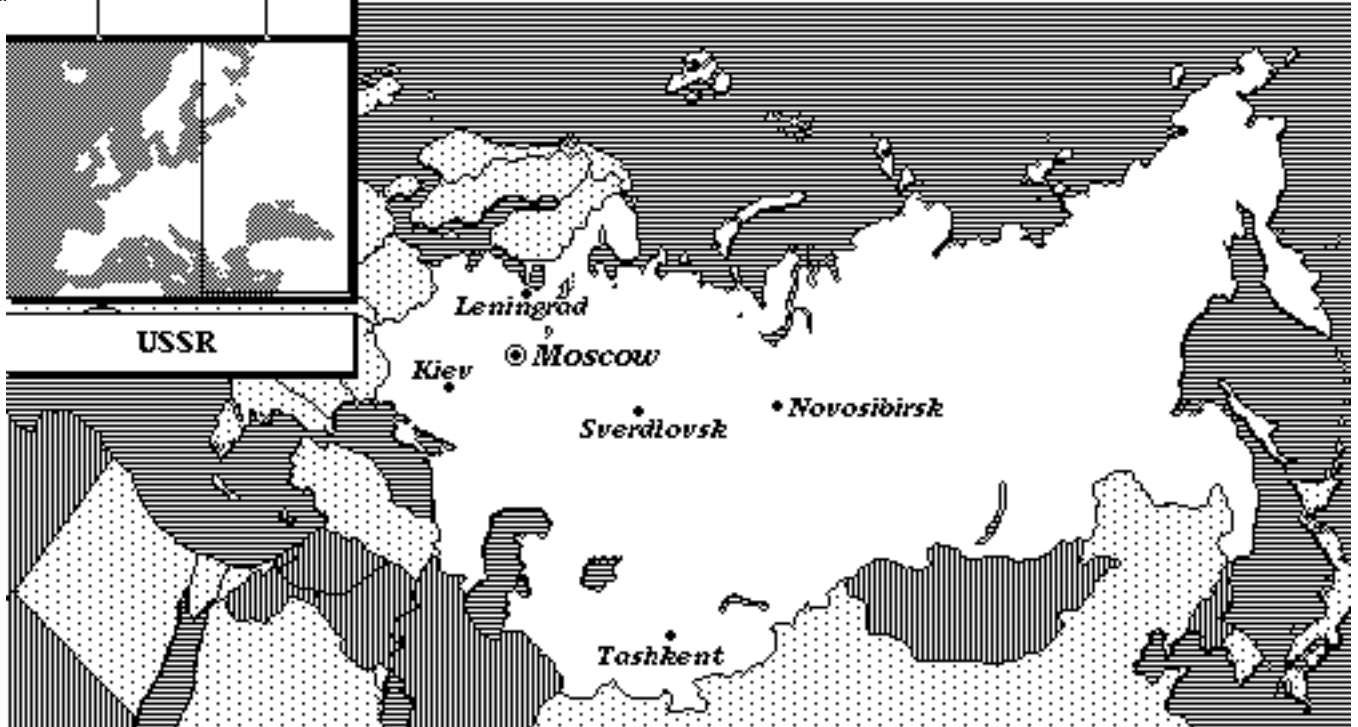 USSR
Leningrad
Moscow
Kiev
Novosibirsk
Sverdlovsk
Tashkent